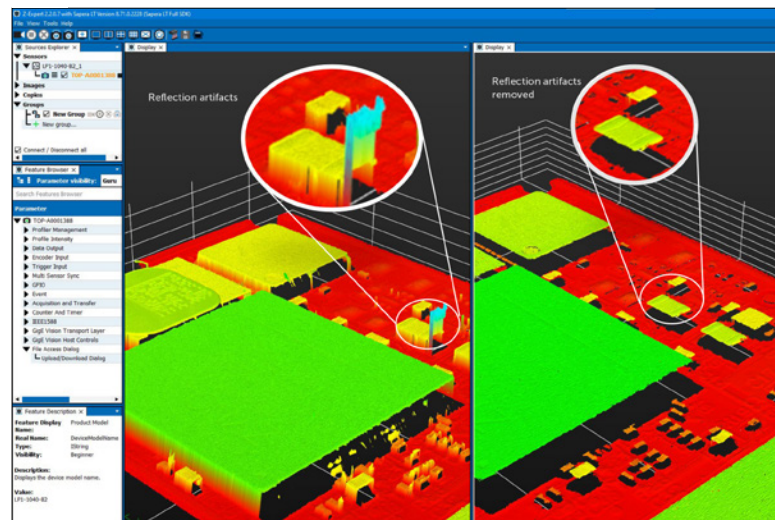 Z-Expert 2.2.0.7 with Sapera LT Version 8.71.0.2220 (Sapera LT Full SDK)
File View Tools Help
Sources Explorer
Sensors
LP1-1040-B2_1
TOP-A0001388
Images
Copies
Groups
New Group
New group...
Connect / Disconnect all
Feature Browser
Parameter visibility: Guru
Search Features Browser
Parameter
TOP-A0001388
Profiler Management
Profile Intensity
Data Output
Encoder Input
Trigger Input
Multi Sensor Sync
GPIO
Event
Acquisition and Transfer
Counter And Timer
IEEE1588
GigE Vision Transport Layer
GigE Vision Host Controls
File Access Dialog
Upload/Download Dialog
Feature Description
Feature Display Name: Product Model
Real Name: DeviceModelName
Type: IString
Visibility: Beginner
Description:
Displays the device model name.
Value:
LP1-1040-B2
Display
Reflection artifacts
Display
Reflection artifacts
removed